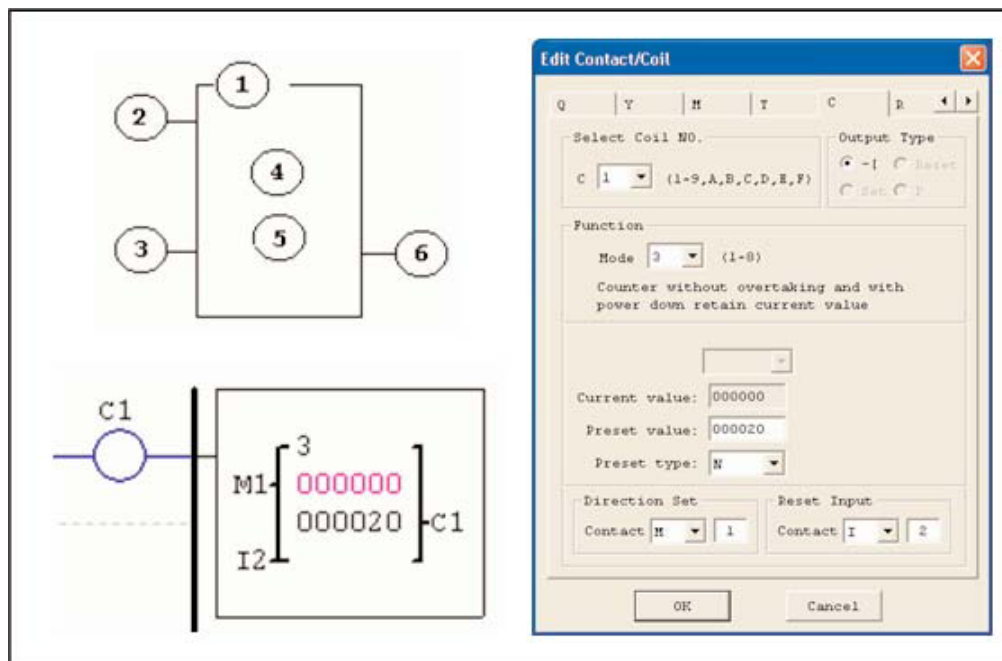 1
2
3
4
5
6
C1
3
M1
000000
000020
C1
I2
Edit Contact/Coil
Q Y M T C R
Select Coil NO.
C 1 (1-9,A,B,C,D,E,F)
Output Type
-[ Reset
Set P
Function
Mode 3 (1-8)
Counter without overtaking and with
power down retain current value
Current value: 000000
Preset value: 000020
Preset type: N
Direction Set
Contact M 1
Reset Input
Contact I 2
OK
Cancel